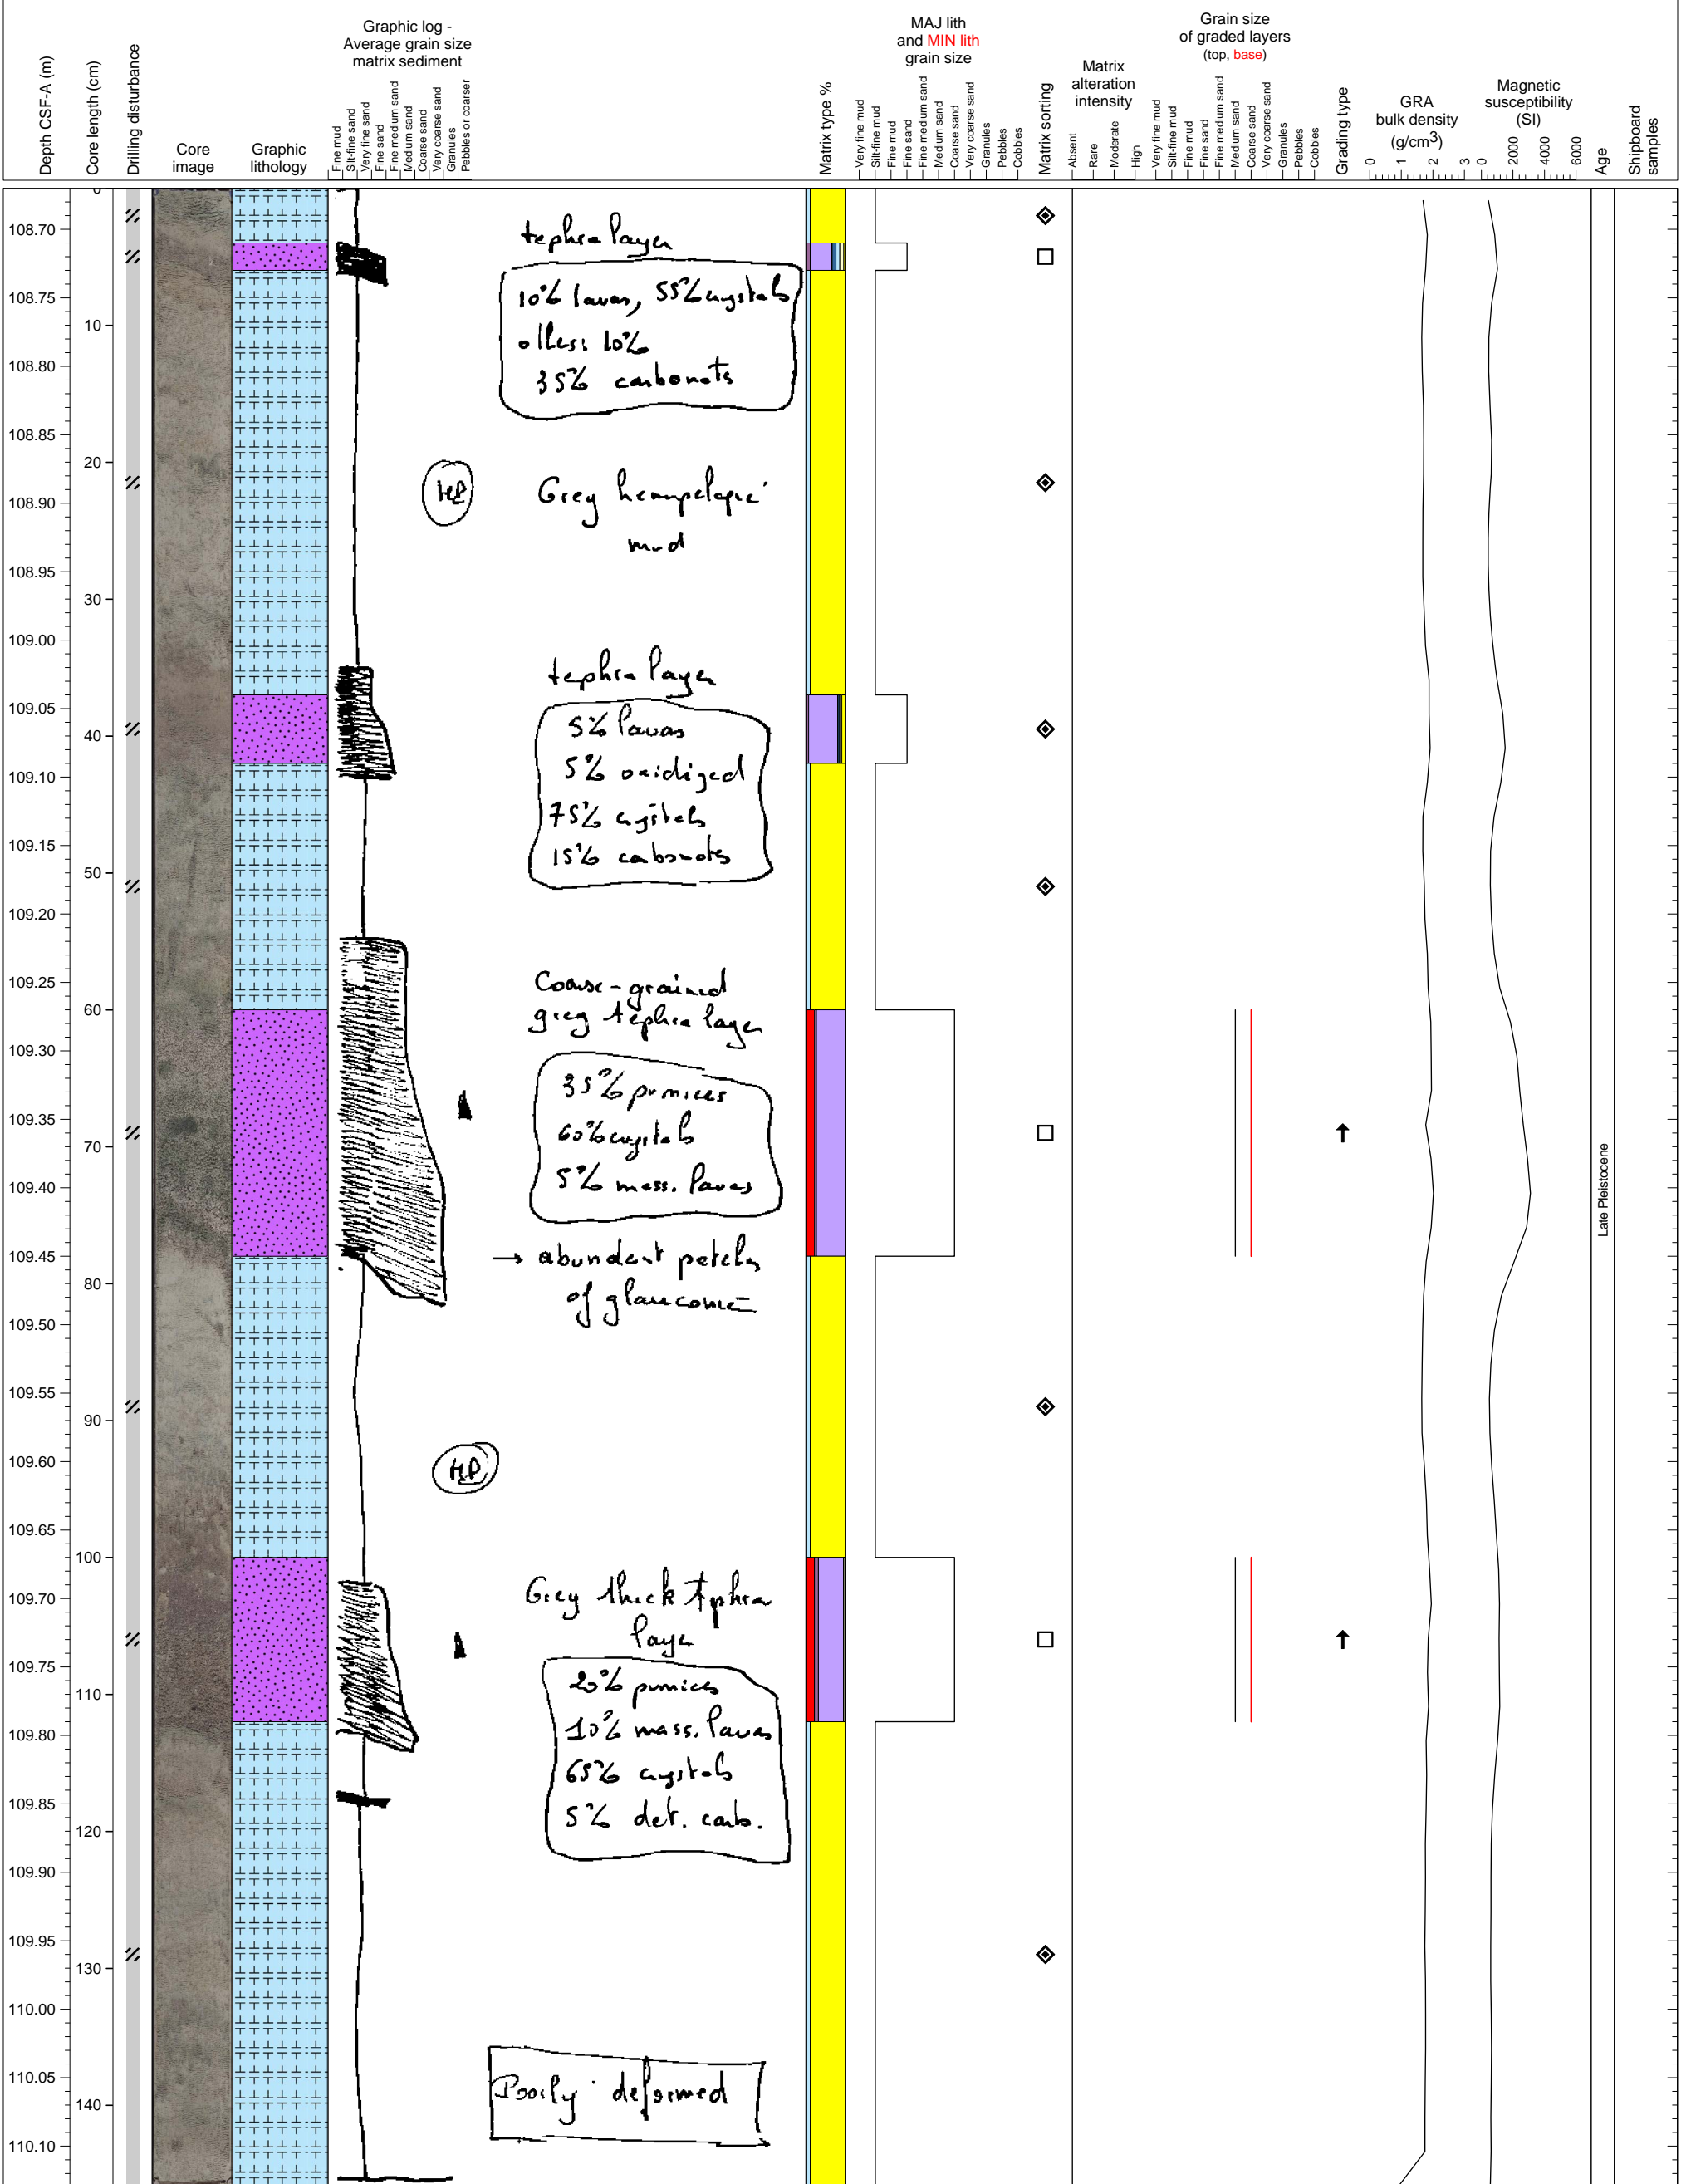 Depth CSF-A (m)
Core length (cm)
Drilling disturbance
Core
image
Graphic
lithology
Graphic log -
Average grain size
matrix sediment
Fine mud
Silt-fine sand
Very fine sand
Fine sand
Fine medium sand
Medium sand
Coarse sand
Very coarse sand
Granules
Pebbles or coarser
Matrix type %
MAJ lith
and MIN lith
grain size
Very fine mud
Silt-fine mud
Fine mud
Fine sand
Fine medium sand
Medium sand
Coarse sand
Very coarse sand
Granules
Pebbles
Cobbles
Matrix sorting
Matrix
alteration
intensity
Absent
Rare
Moderate
High
Grain size
of graded layers
(top, base)
Very fine mud
Silt-fine mud
Fine mud
Fine sand
Fine medium sand
Medium sand
Coarse sand
Very coarse sand
Granules
Pebbles
Cobbles
Grading type
GRA
bulk density
(g/cm3)
0 1 2 3
Magnetic
susceptibility
(SI)
0 2000 4000 6000
Age
Shipboard
samples
108.70
108.75
108.80
108.85
108.90
108.95
109.00
109.05
109.10
109.15
109.20
109.25
109.30
109.35
109.40
109.45
109.50
109.55
109.60
109.65
109.70
109.75
109.80
109.85
109.90
109.95
110.00
110.05
110.10
0
10
20
30
40
50
60
70
80
90
100
110
120
130
140
tephra layer
10% lavas, 55% crystals
10%
35% carbonats
HP
Grey hemipelagic
mud
tephra layer
5% lavas
5% oxidized
75% crystals
15% carbonates
Coarse-grained
grey tephra layer
35% pumices
60% crystals
5% mass. lavas
→ abundant patches
of
HP
Grey thick tephra
layer
20% pumices
10% mass. lavas
65% crystals
5% det. carb.
Poorly deformed
Late Pleistocene